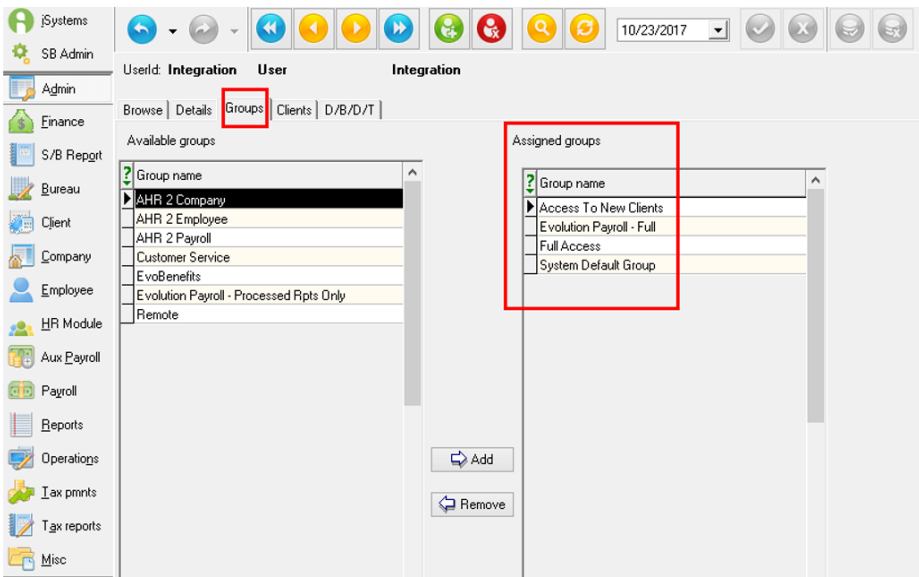 iSystems
SB Admin
Admin
Finance
S/B Report
Bureau
Client
Company
Employee
HR Module
Aux Payroll
Payroll
Reports
Operations
Tax pmnts
Tax reports
Misc
10/23/2017
UserId: Integration User Integration
Browse Details Groups Clients D/B/D/T
Available groups
? Group name
AHR 2 Company
AHR 2 Employee
AHR 2 Payroll
Customer Service
EvoBenefits
Evolution Payroll - Processed Rpts Only
Remote
Add
Remove
Assigned groups
? Group name
Access To New Clients
Evolution Payroll - Full
Full Access
System Default Group